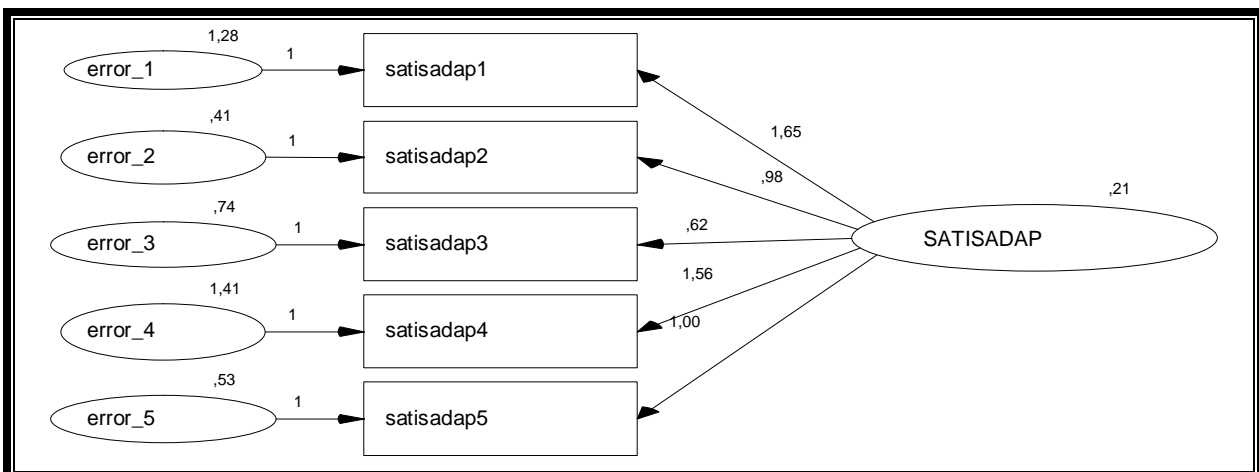 1,28
error_1
1
satisadap1
1,65
,41
error_2
1
satisadap2
,98
,21
,74
error_3
1
satisadap3
,62
SATISADAP
1,41
error_4
1
satisadap4
1,56
1,00
,53
error_5
1
satisadap5